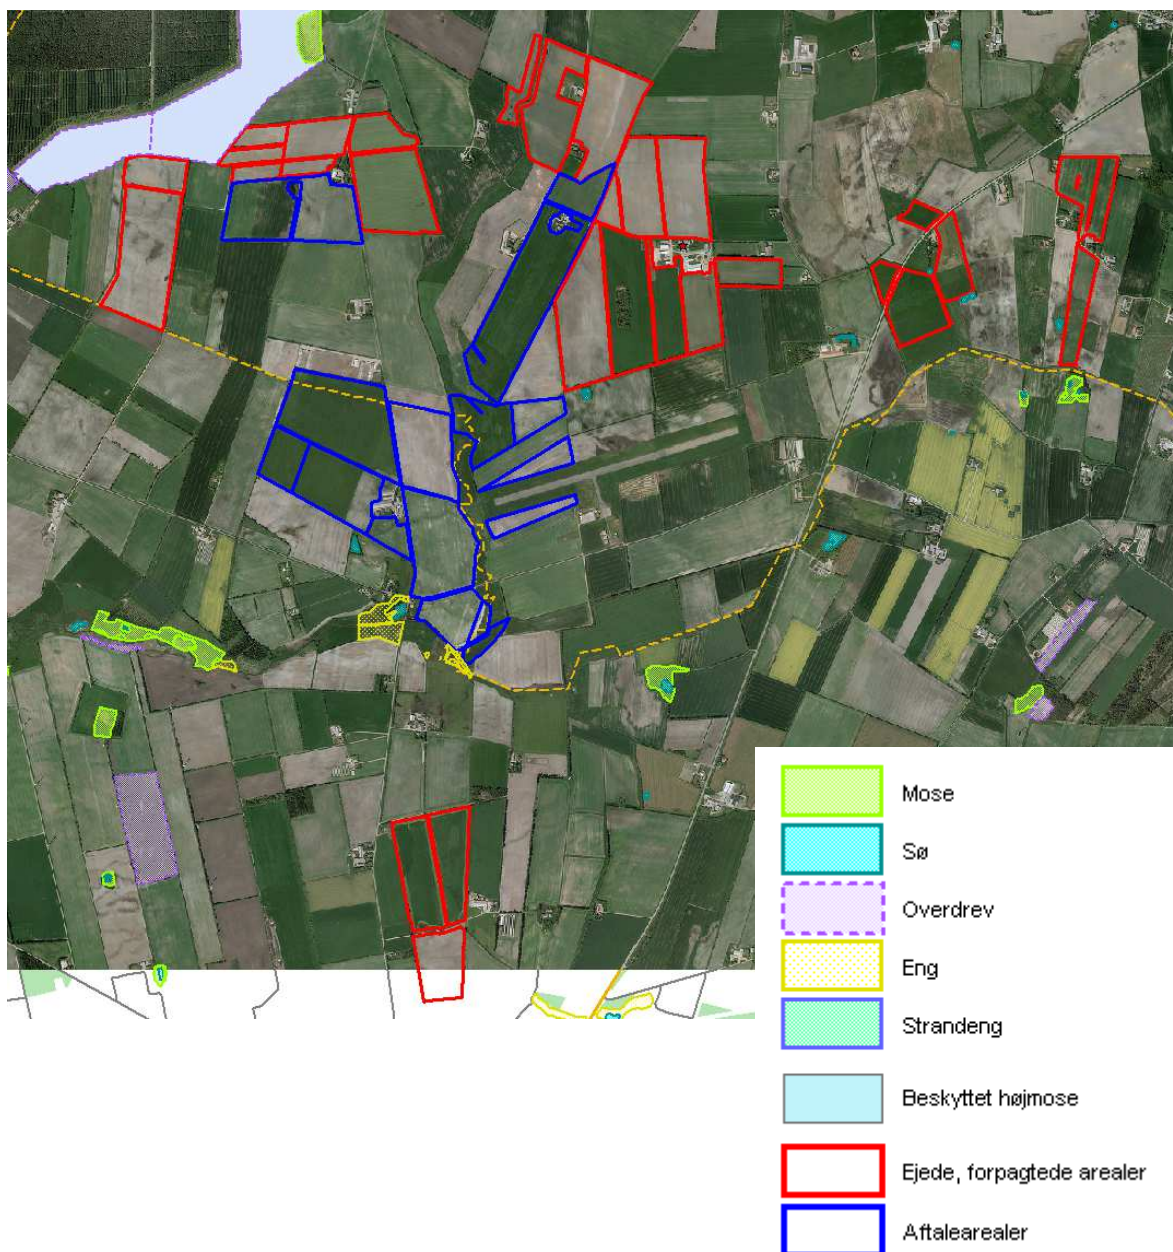 Mose
Sø
Overdrev
Eng
Strandeng
Beskyttet højmose
Ejede, forpagtede arealer
Aftalearealer